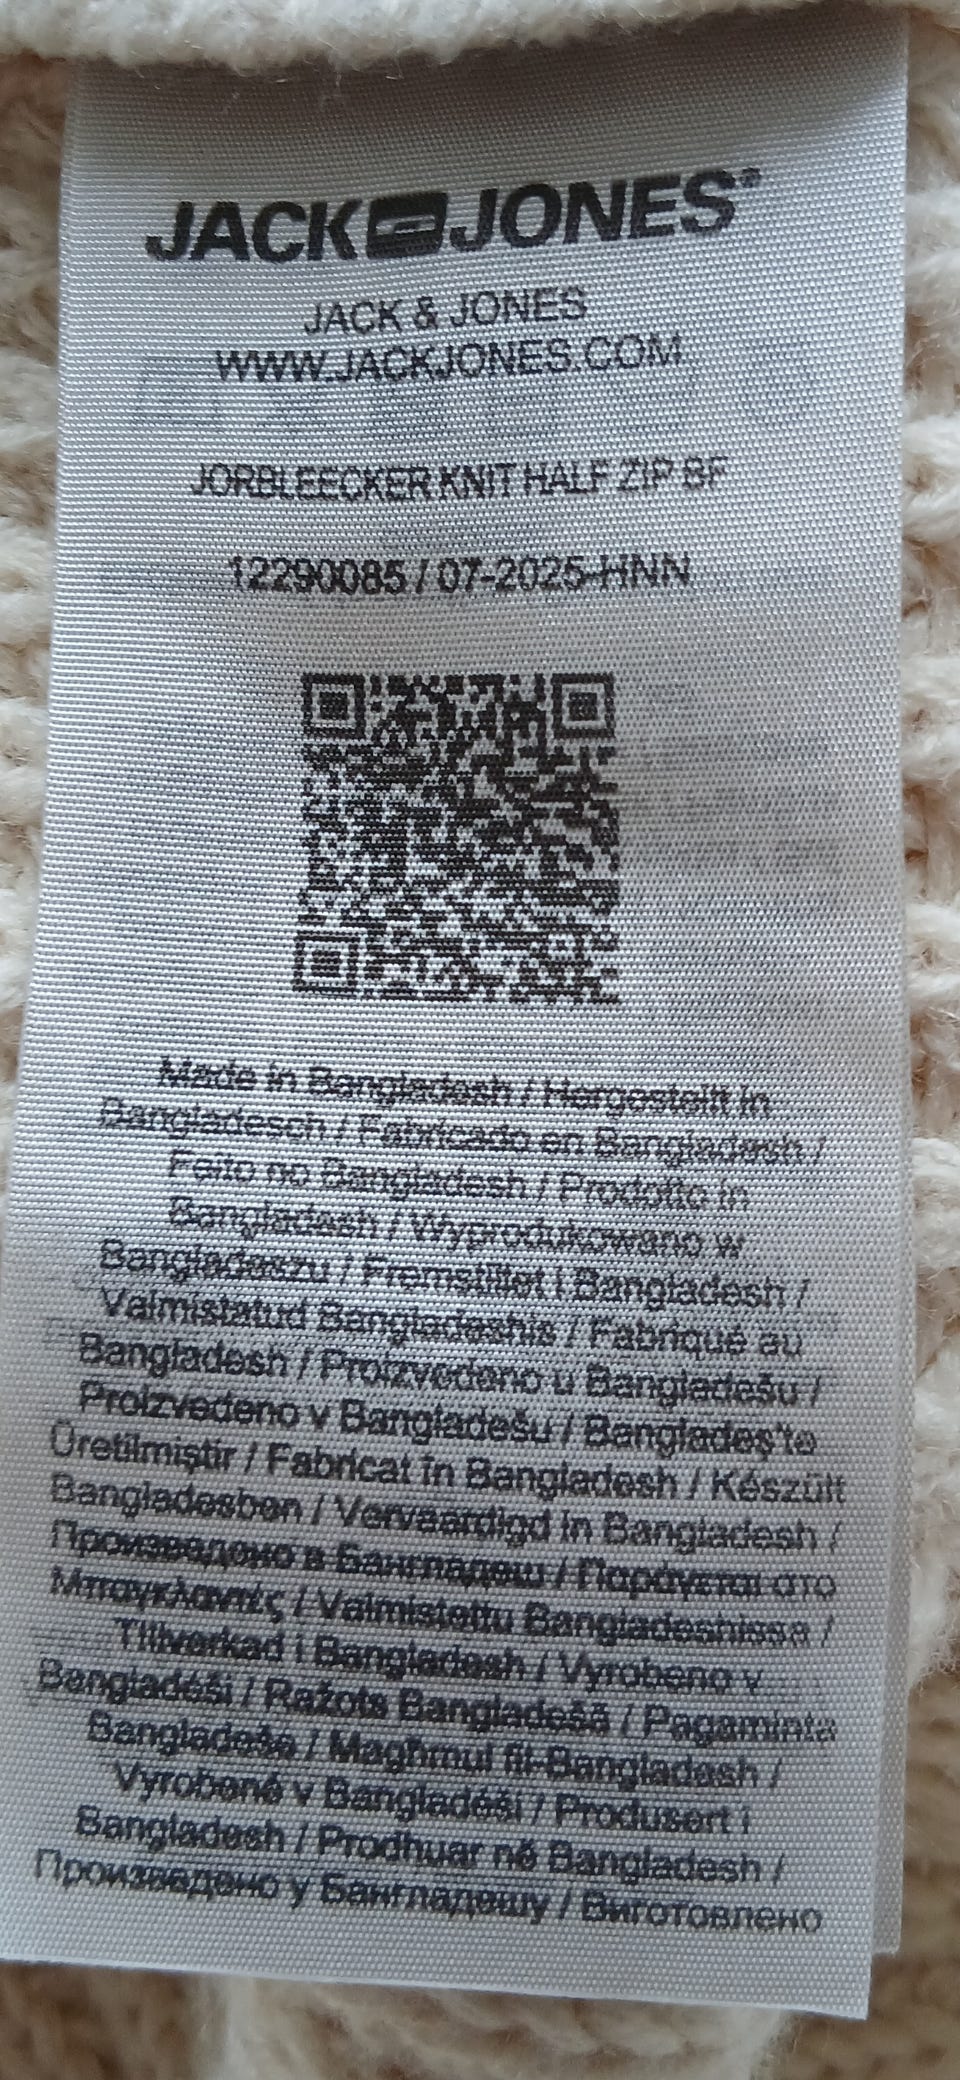 JACK JONES®
JACK & JONES
WWW.JACKJONES.COM
JORBLEECKER KNIT HALF ZIP BF
12290085 / 07-2025-HNN
Made in Bangladesh / Hergestellt in
Bangladesch / Fabricado en Bangladesh /
Feito no Bangladesh / Prodotto in
Bangladesh / Wyprodukowano w
Bangladeszu / Fremstillet i Bangladesh /
Valmistatud Bangladeshis / Fabriqué au
Bangladesh / Proizvedeno u Bangladešu /
Proizvedeno v Bangladešu / Bangladeş'te
Üretilmiştir / Fabricat în Bangladesh / Készült
Bangladesben / Vervaardigd in Bangladesh /
Произведено в Бангладеш / Παράγεται στο
Μπαγκλαντές / Valmistettu Bangladeshissa /
Tillverkad i Bangladesh / Vyrobeno v
Bangladéši / Ražots Bangladešā / Pagaminta
Bangladeše / Magħmul fil-Bangladesh /
Vyrobené v Bangladéši / Produsert i
Bangladesh / Prodhuar në Bangladesh /
Произведено у Бангладешу / Виготовлено